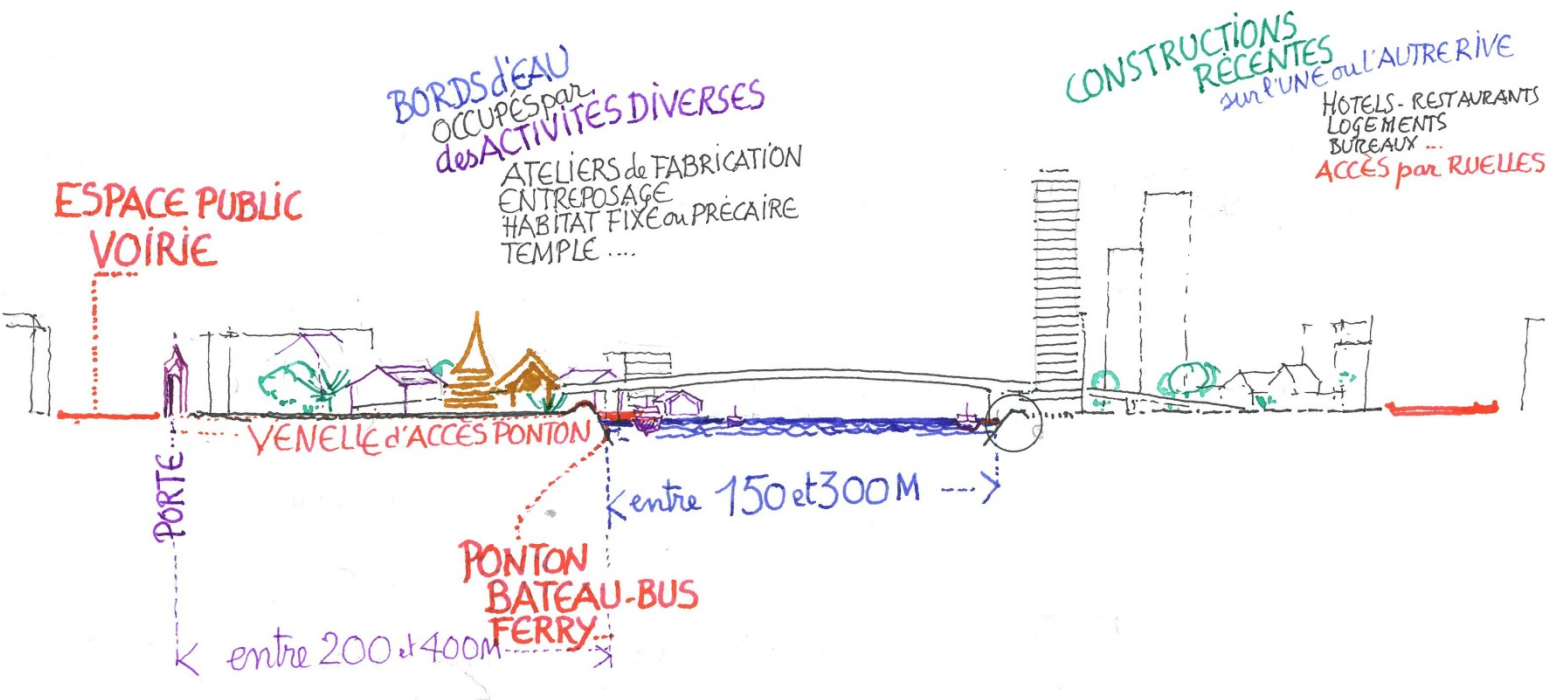 BORDS d'EAU
OCCUPÉS par
des ACTIVITÉS DIVERSES
ATELIERS de FABRICATION
ENTREPOSAGE
HABITAT FIXE ou PRÉCAIRE
TEMPLE ....
CONSTRUCTIONS
RÉCENTES
sur l'UNE ou L'AUTRE RIVE
HOTELS - RESTAURANTS
LOGEMENTS
BUREAUX ...
ACCÈS par RUELLES
ESPACE PUBLIC
VOIRIE
VENELLE d'ACCÈS PONTON
PORTE
entre 150 et 300 M
PONTON
BATEAU-BUS
FERRY...
entre 200 et 400M